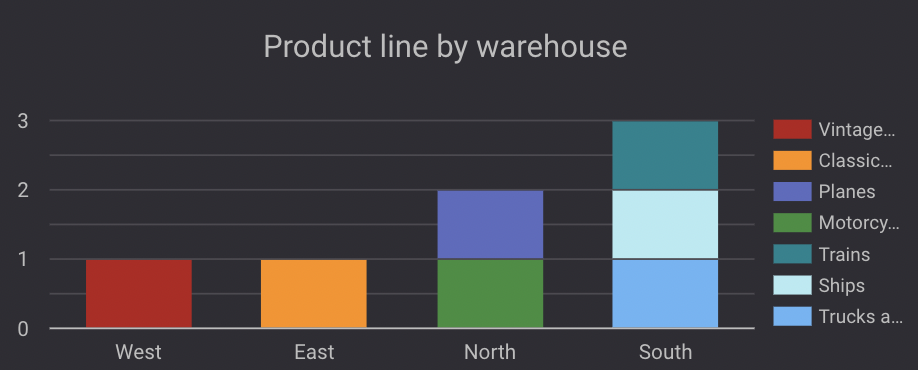 Product line by warehouse
3
2
1
0
West East North South
Vintage...
Classic...
Planes
Motorcy...
Trains
Ships
Trucks a...